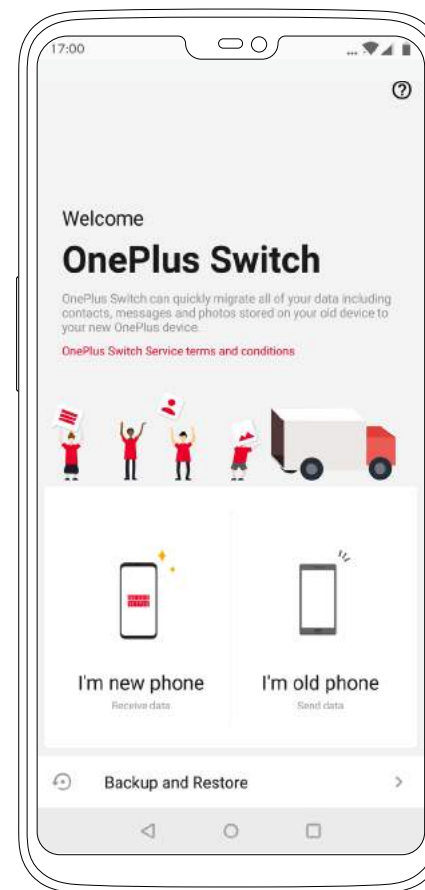 17:00
...
Welcome
OnePlus Switch
OnePlus Switch can quickly migrate all of your data including
contacts, messages and photos stored on your old device to
your new OnePlus device.
OnePlus Switch Service terms and conditions
I'm new phone
Receive data
I'm old phone
Send data
Backup and Restore